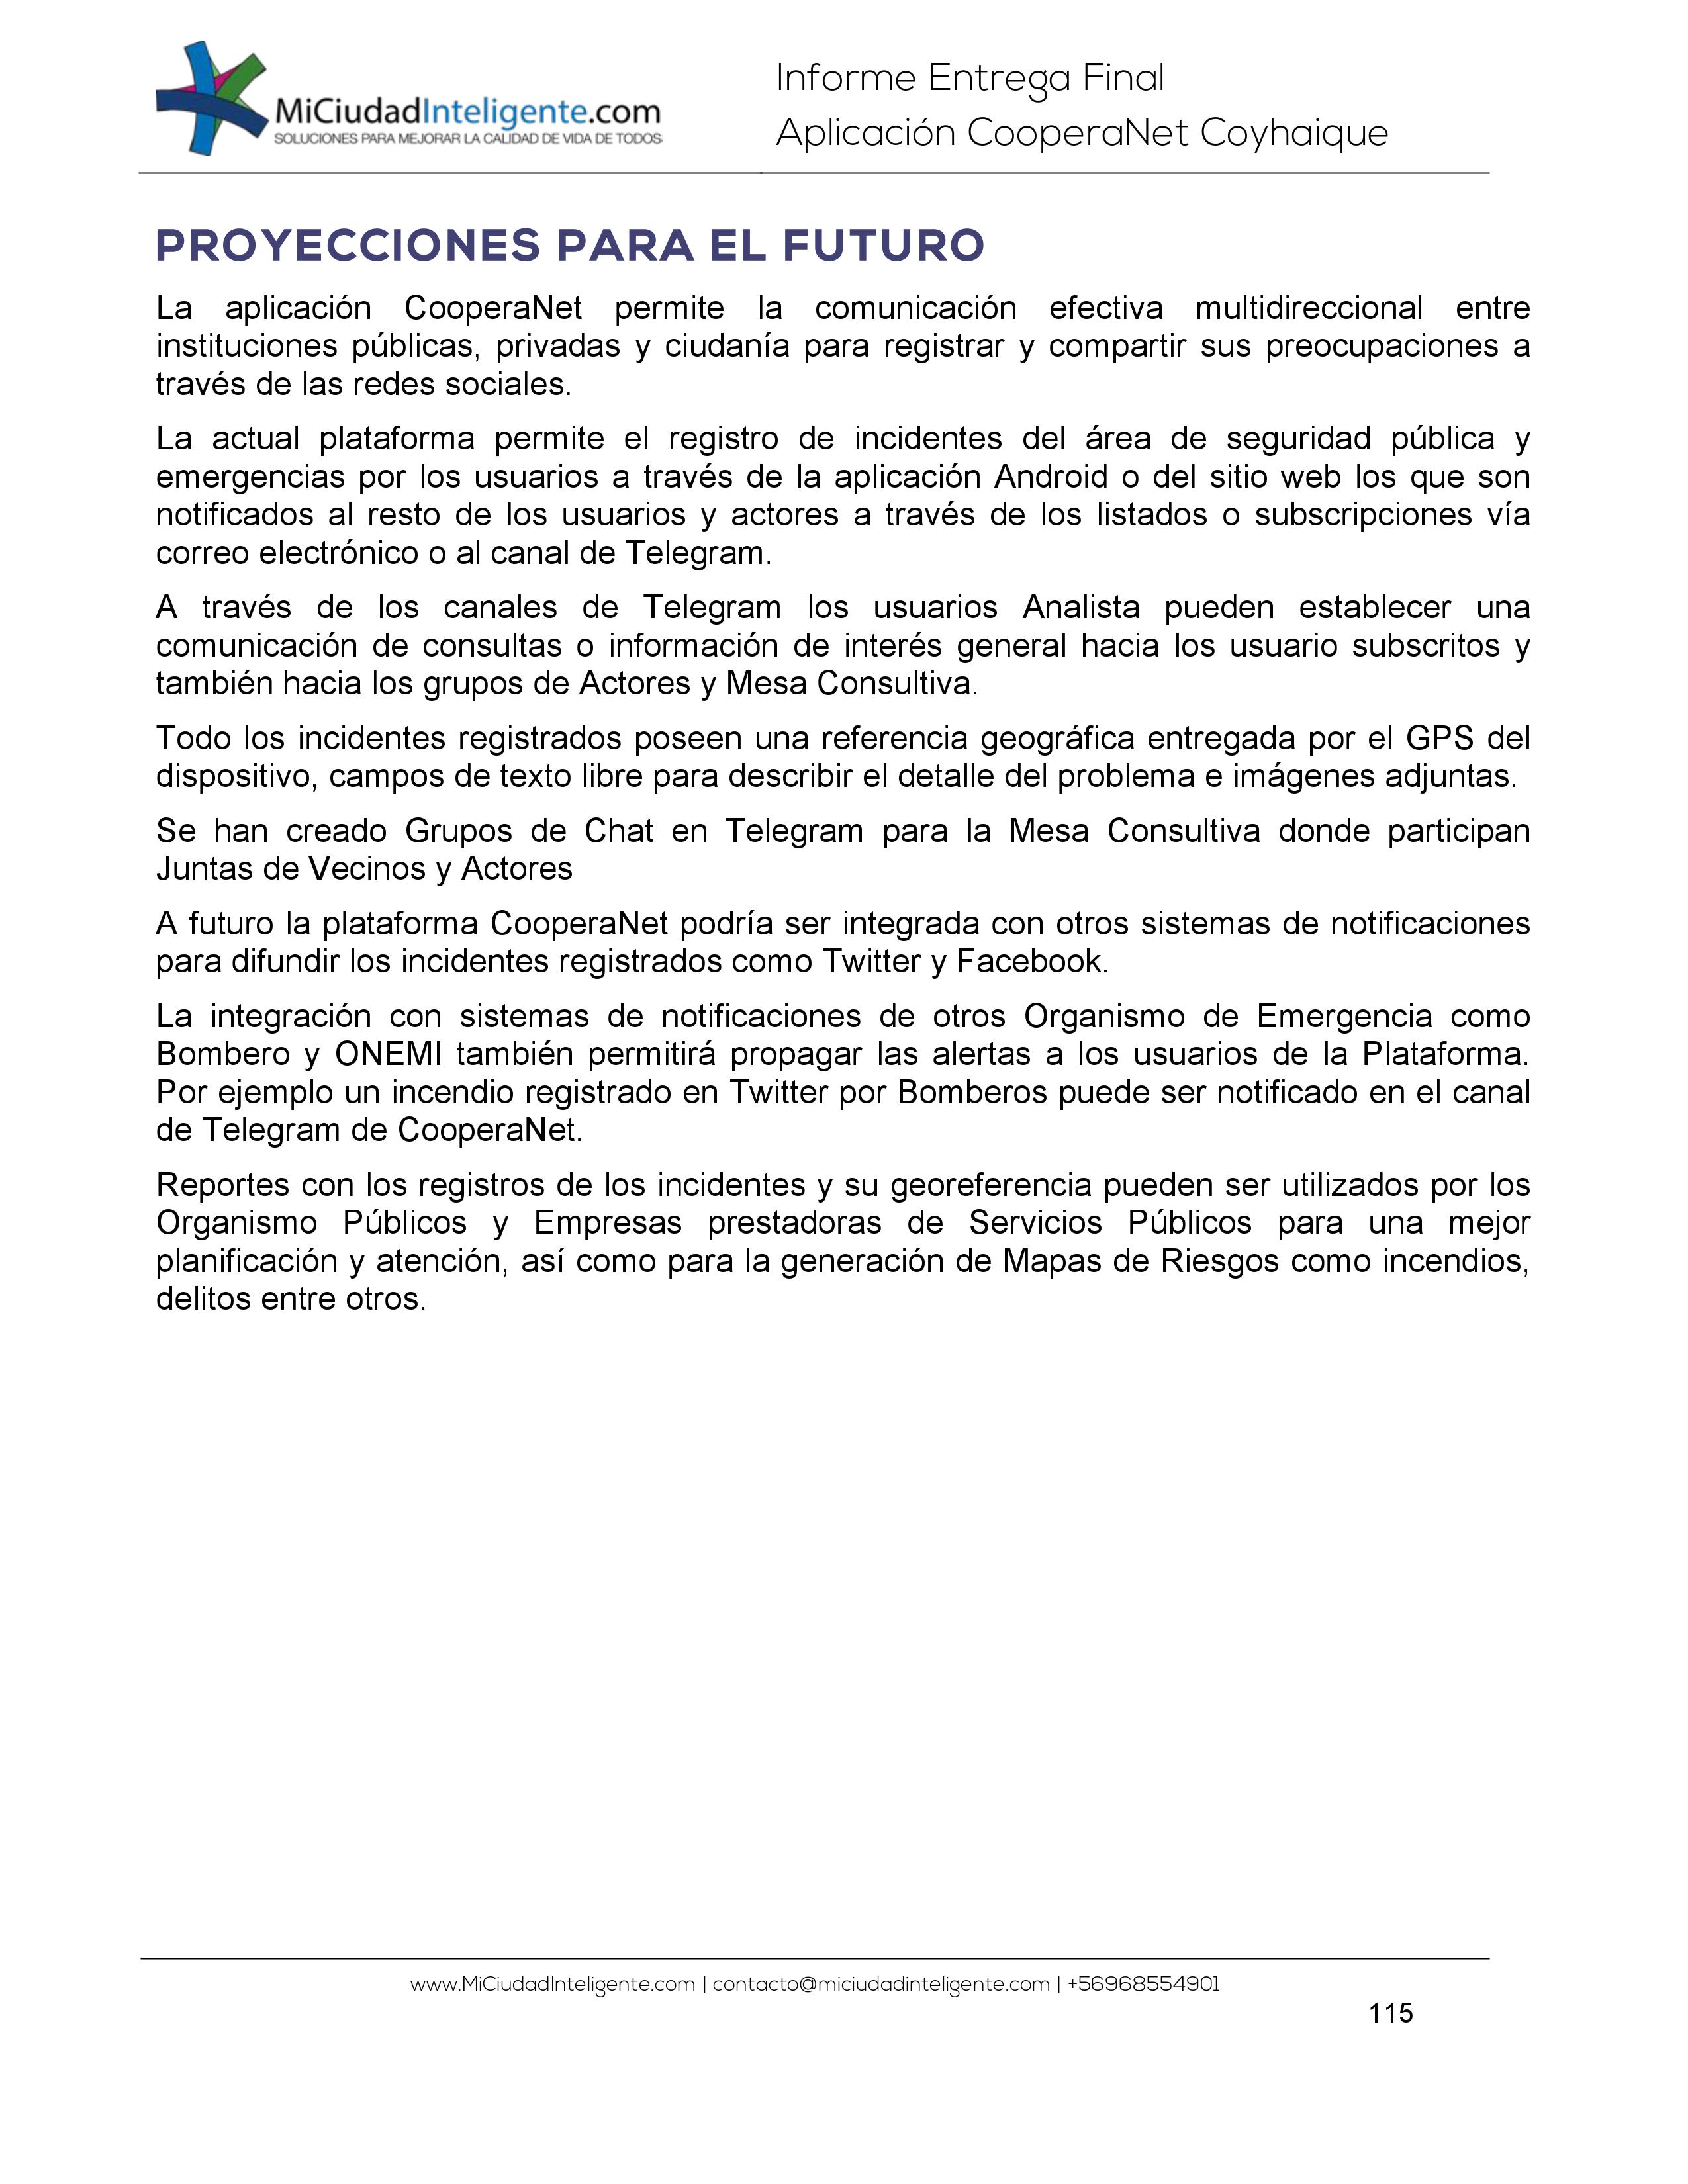 MiCiudadInteligente.com
SOLUCIONES PARA MEJORAR LA CALIDAD DE VIDA DE TODOS
Informe Entrega Final
Aplicación CooperaNet Coyhaique
PROYECCIONES PARA EL FUTURO
La aplicación CooperaNet permite la comunicación efectiva multidireccional entre
instituciones públicas, privadas y ciudanía para registrar y compartir sus preocupaciones a
través de las redes sociales.
La actual plataforma permite el registro de incidentes del área de seguridad pública y
emergencias por los usuarios a través de la aplicación Android o del sitio web los que son
notificados al resto de los usuarios y actores a través de los listados o subscripciones vía
correo electrónico o al canal de Telegram.
A través de los canales de Telegram los usuarios Analista pueden establecer una
comunicación de consultas o información de interés general hacia los usuario subscritos y
también hacia los grupos de Actores y Mesa Consultiva.
Todo los incidentes registrados poseen una referencia geográfica entregada por el GPS del
dispositivo, campos de texto libre para describir el detalle del problema e imágenes adjuntas.
Se han creado Grupos de Chat en Telegram para la Mesa Consultiva donde participan
Juntas de Vecinos y Actores
A futuro la plataforma CooperaNet podría ser integrada con otros sistemas de notificaciones
para difundir los incidentes registrados como Twitter y Facebook.
La integración con sistemas de notificaciones de otros Organismo de Emergencia como
Bombero y ONEMI también permitirá propagar las alertas a los usuarios de la Plataforma.
Por ejemplo un incendio registrado en Twitter por Bomberos puede ser notificado en el canal
de Telegram de CooperaNet.
Reportes con los registros de los incidentes y su georeferencia pueden ser utilizados por los
Organismo Públicos y Empresas prestadoras de Servicios Públicos para una mejor
planificación y atención, así como para la generación de Mapas de Riesgos como incendios,
delitos entre otros.
www.MiCiudadInteligente.com | contacto@miciudadinteligente.com | +56968554901
115